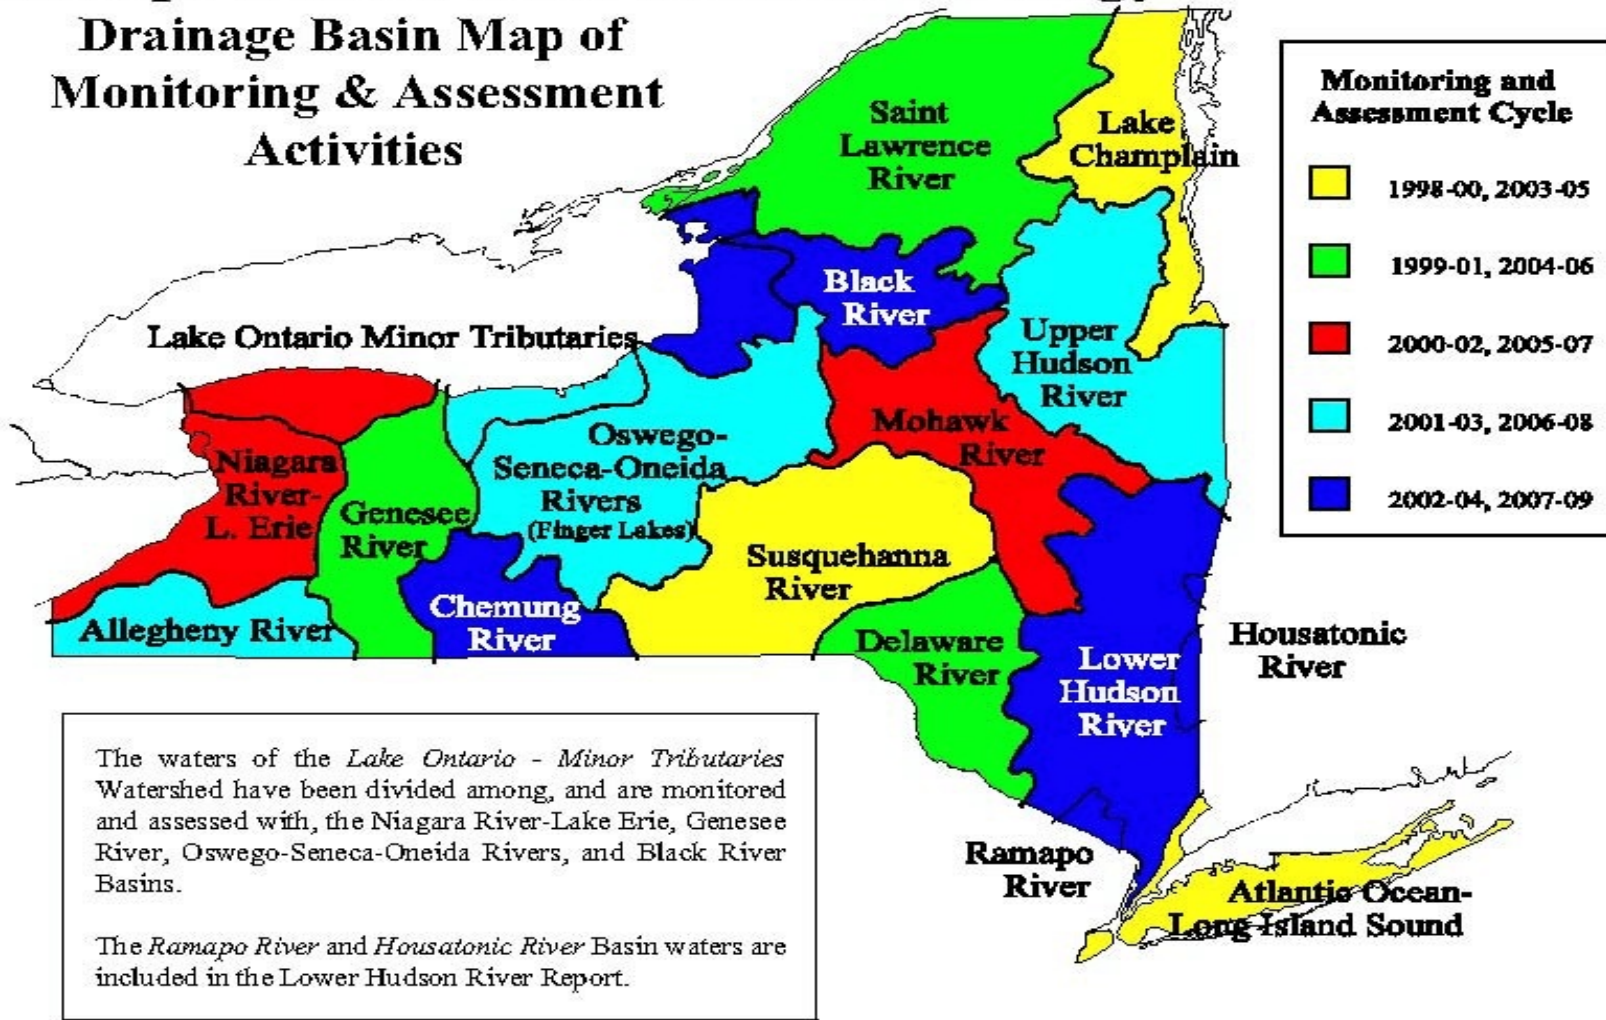 Drainage Basin Map of
Monitoring & Assessment
Activities
Saint
Lawrence
River
Lake
Champlain
Black
River
Lake Ontario Minor Tributaries
Upper
Hudson
River
Mohawk
River
Oswego-
Seneca-Oneida
Rivers
(Finger Lakes)
Niagara
River-
L. Erie
Genesee
River
Susquehanna
River
Allegheny River
Chemung
River
Delaware
River
Lower
Hudson
River
Housatonic
River
Ramapo
River
Atlantic Ocean-
Long Island Sound
Monitoring and
Assessment Cycle
1998-00, 2003-05
1999-01, 2004-06
2000-02, 2005-07
2001-03, 2006-08
2002-04, 2007-09
The waters of the Lake Ontario - Minor Tributaries
Watershed have been divided among, and are monitored
and assessed with, the Niagara River-Lake Erie, Genesee
River, Oswego-Seneca-Oneida Rivers, and Black River
Basins.
The Ramapo River and Housatonic River Basin waters are
included in the Lower Hudson River Report.